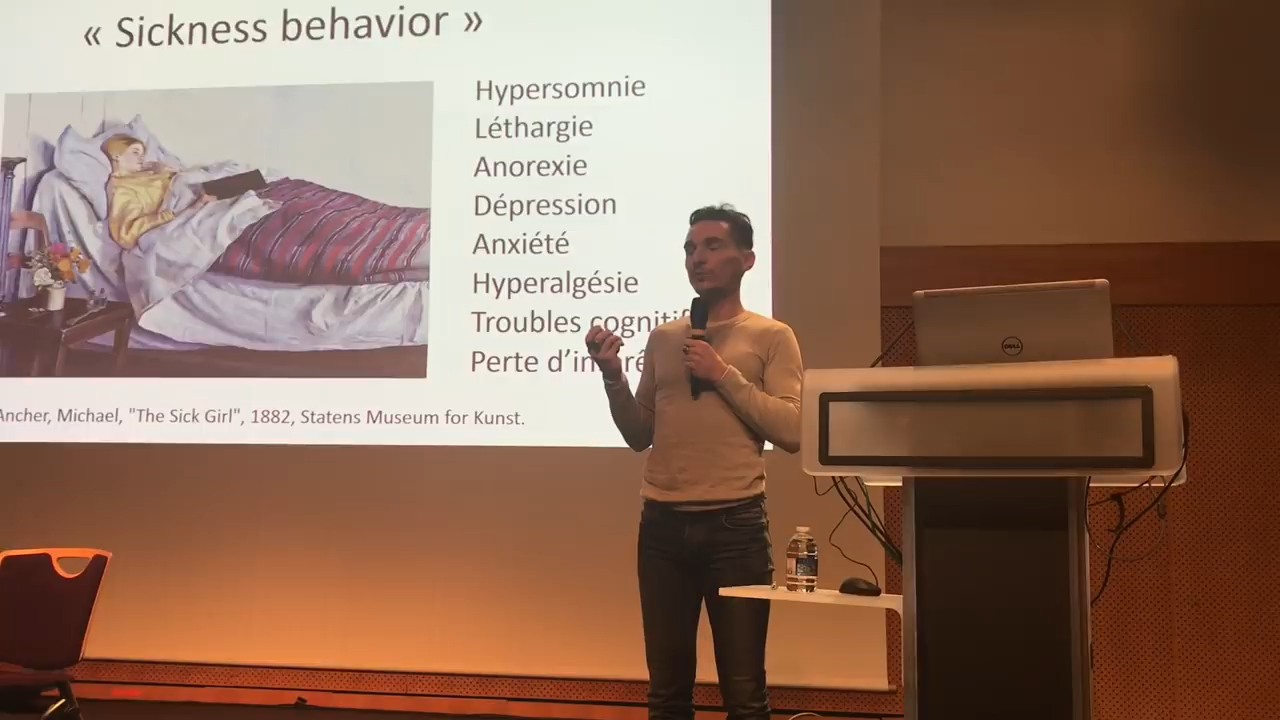 « Sickness behavior »
Hypersomnie
Léthargie
Anorexie
Dépression
Anxiété
Hyperalgésie
Troubles
Perte
Ancher, Michael, "The Sick Girl", 1882, Statens Museum for Kunst.
DELL